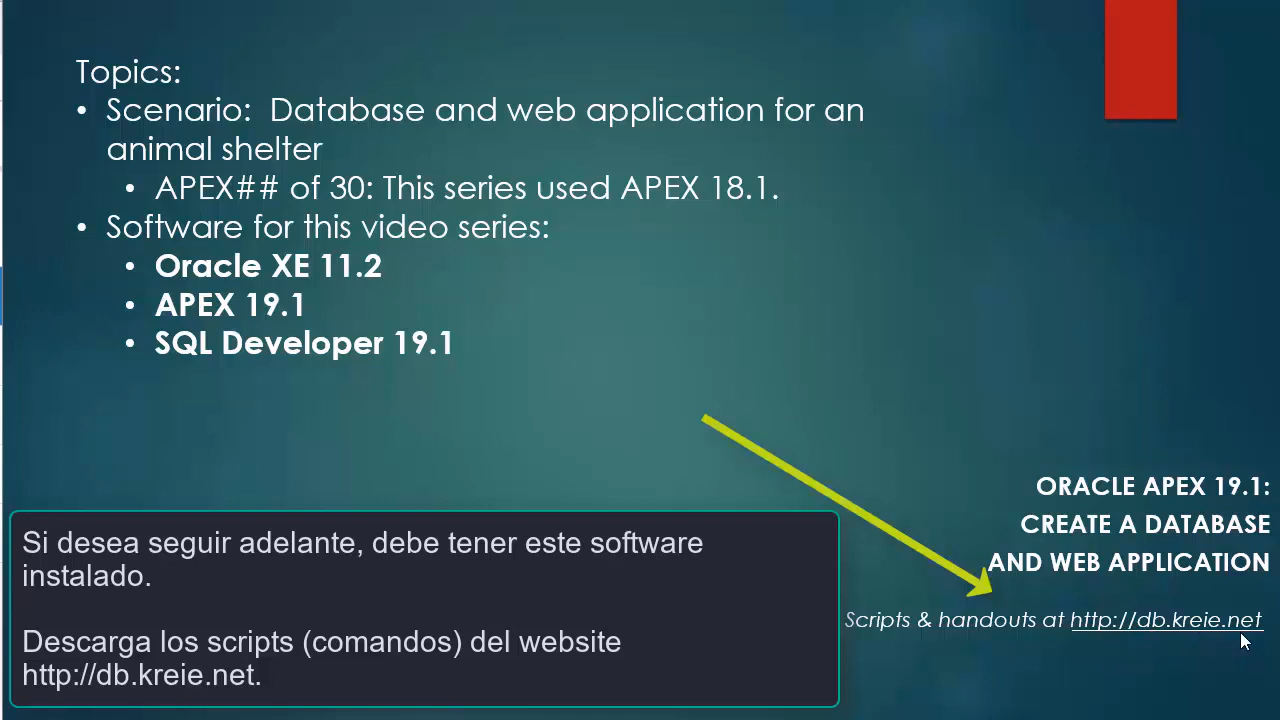 Topics:
• Scenario:  Database and web application for an
animal shelter
• APEX## of 30: This series used APEX 18.1.
• Software for this video series:
• Oracle XE 11.2
• APEX 19.1
• SQL Developer 19.1
ORACLE APEX 19.1:
CREATE A DATABASE
AND WEB APPLICATION
Scripts & handouts at http://db.kreie.net
Si desea seguir adelante, debe tener este software
instalado.
Descarga los scripts (comandos) del website
http://db.kreie.net.